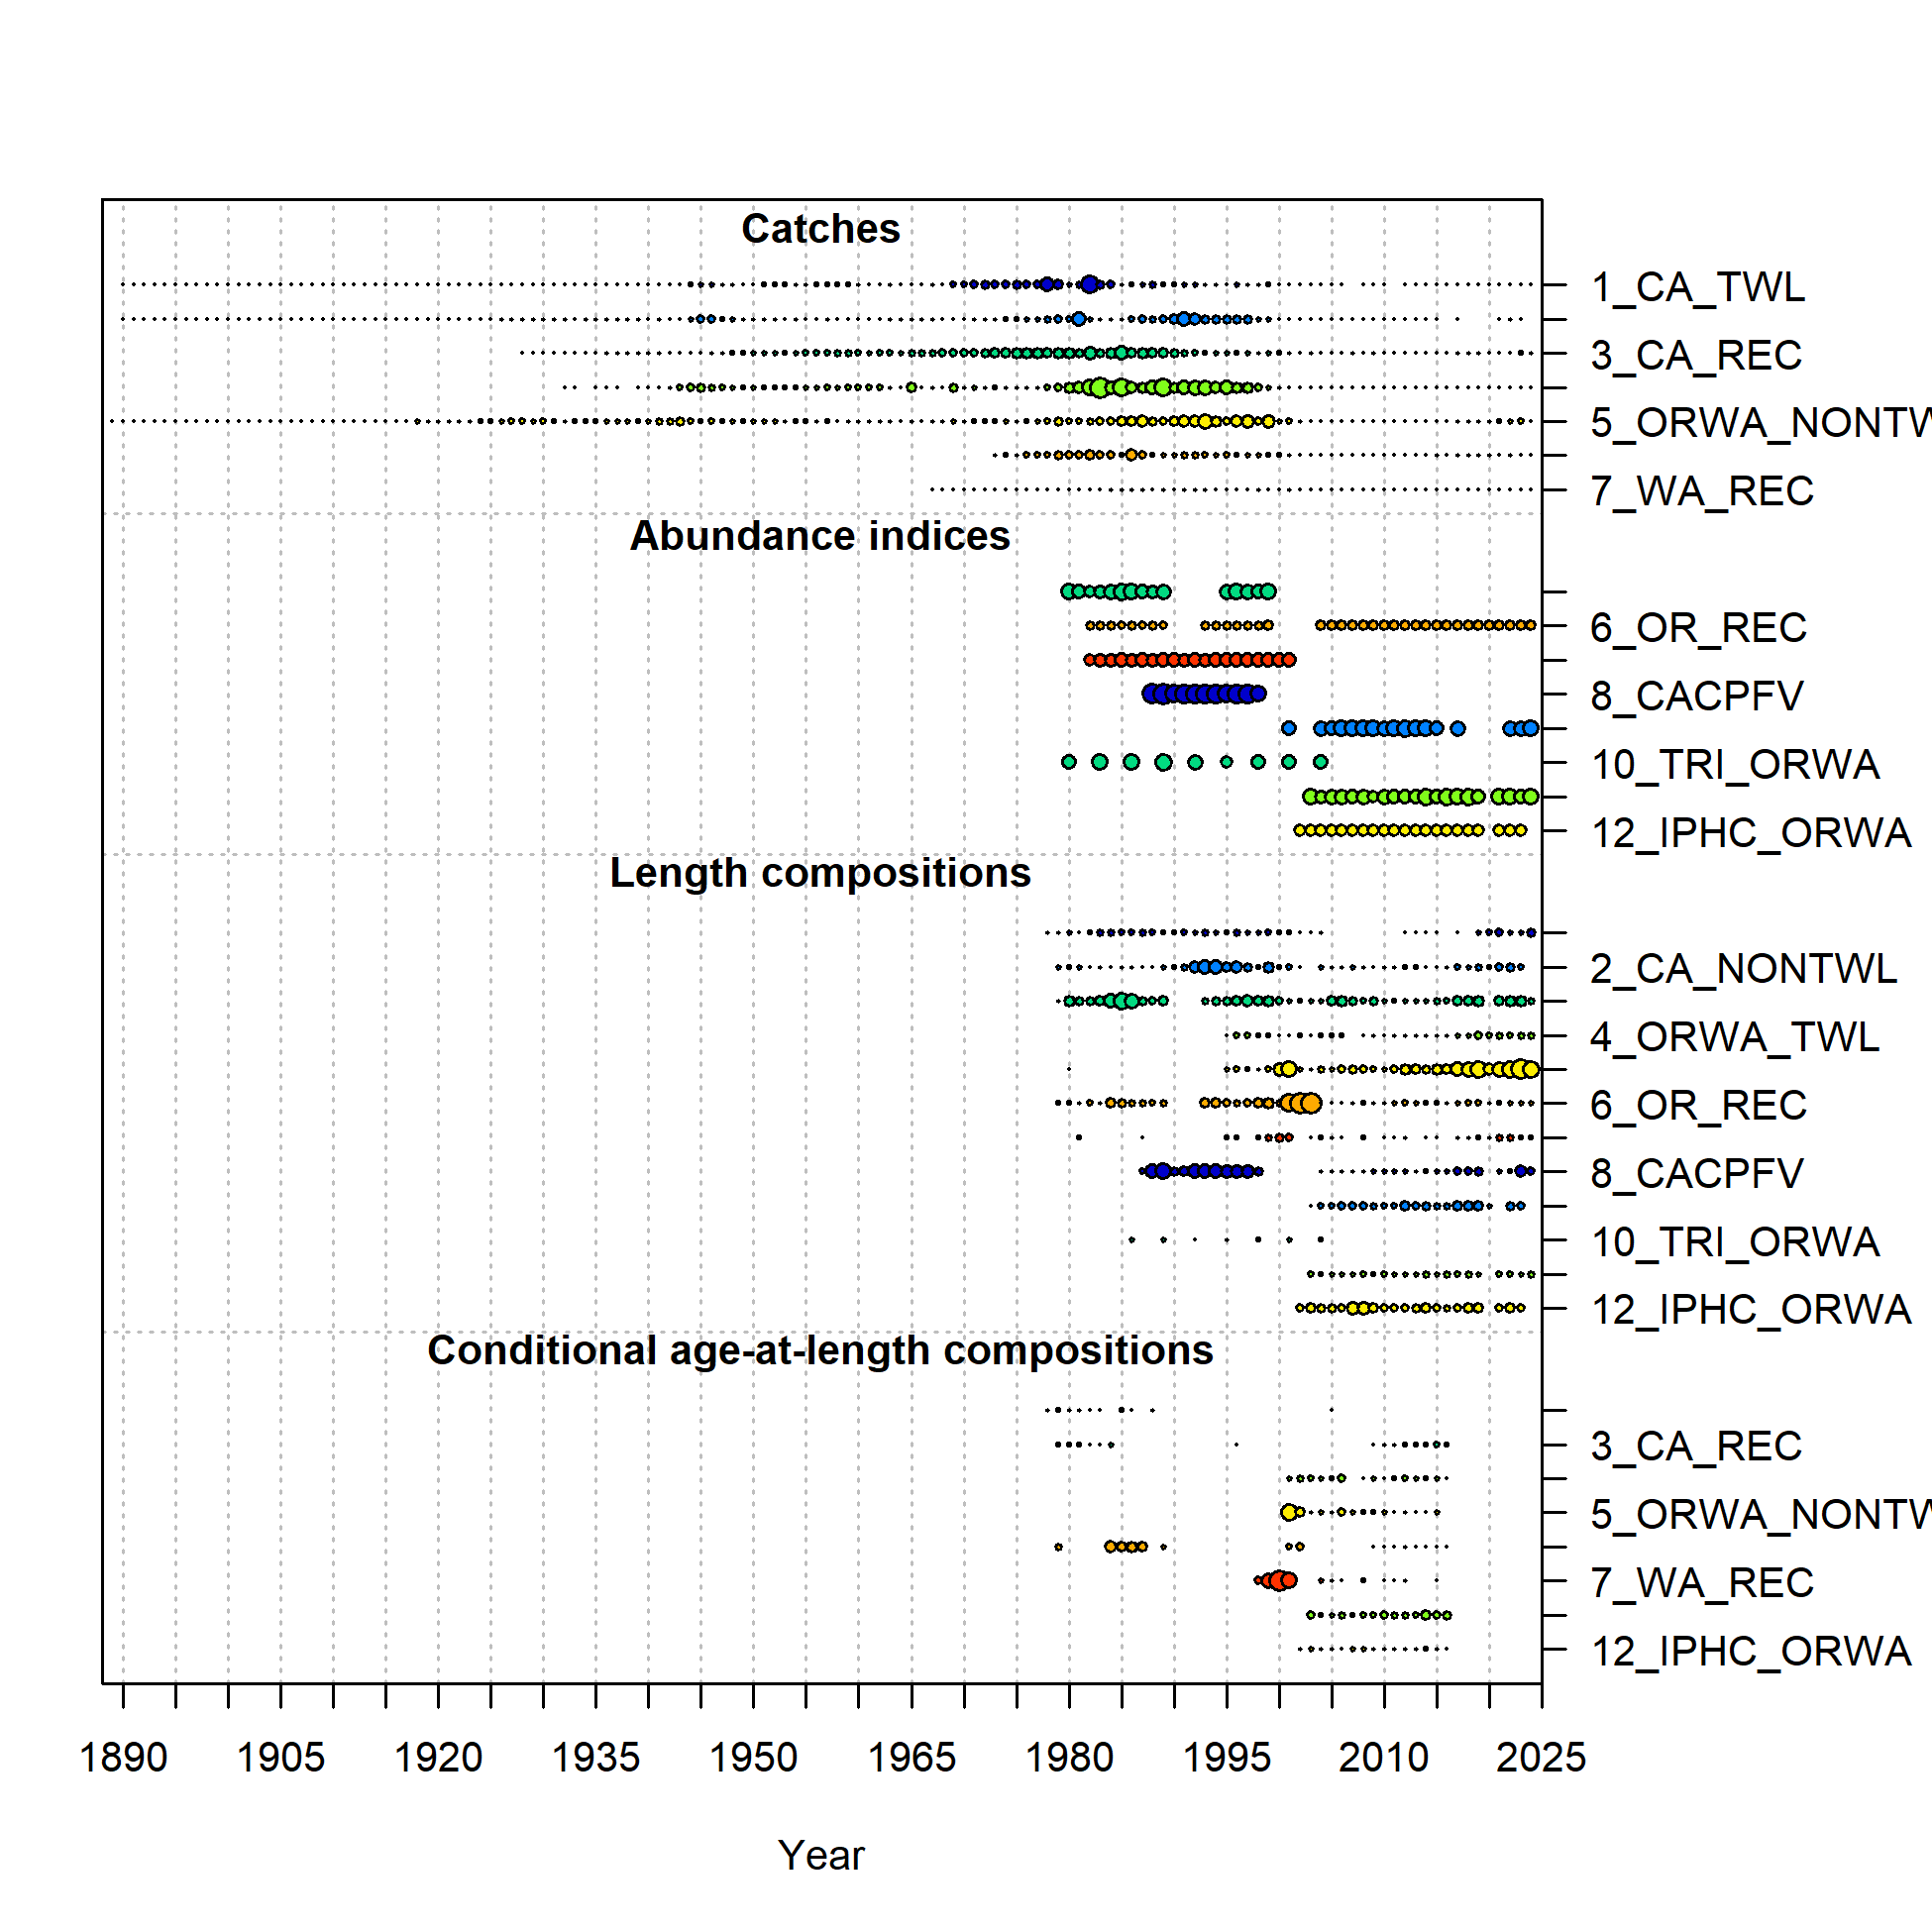 Catches
1_CA_TWL
3_CA_REC
5_ORWA_NONTW
7_WA_REC
Abundance indices
6_OR_REC
8_CACPFV
10_TRI_ORWA
12_IPHC_ORWA
Length compositions
2_CA_NONTWL
4_ORWA_TWL
6_OR_REC
8_CACPFV
10_TRI_ORWA
12_IPHC_ORWA
Conditional age-at-length compositions
3_CA_REC
5_ORWA_NONTW
7_WA_REC
12_IPHC_ORWA
1890 1905 1920 1935 1950 1965 1980 1995 2010 2025
Year